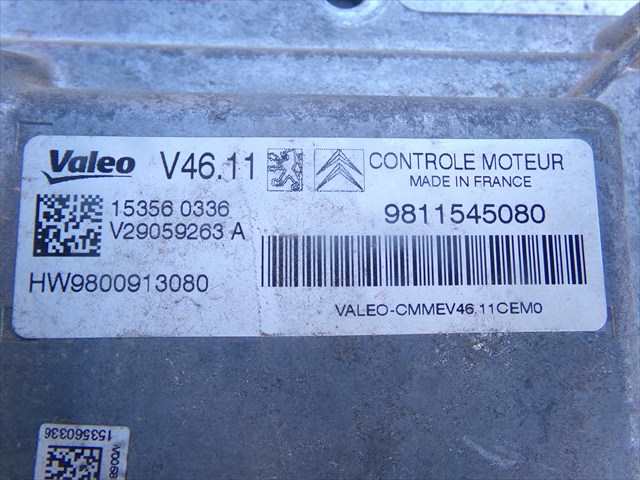 Valeo V46.11 CONTROLE MOTEUR
MADE IN FRANCE
15356 0336
V29059263 A
9811545080
HW9800913080
VALEO-CMMEV46.11CEM0
153560336